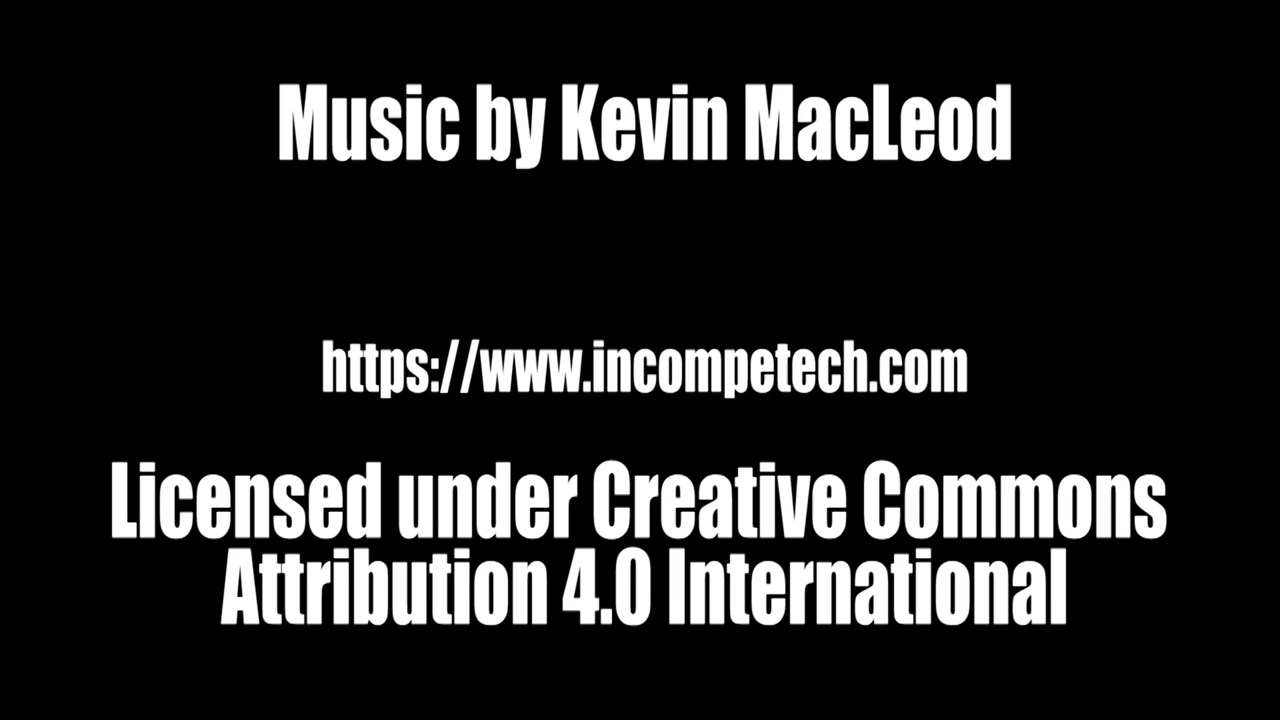 Music by Kevin MacLeod
https://www.incompetech.com
Licensed under Creative Commons
Attribution 4.0 International